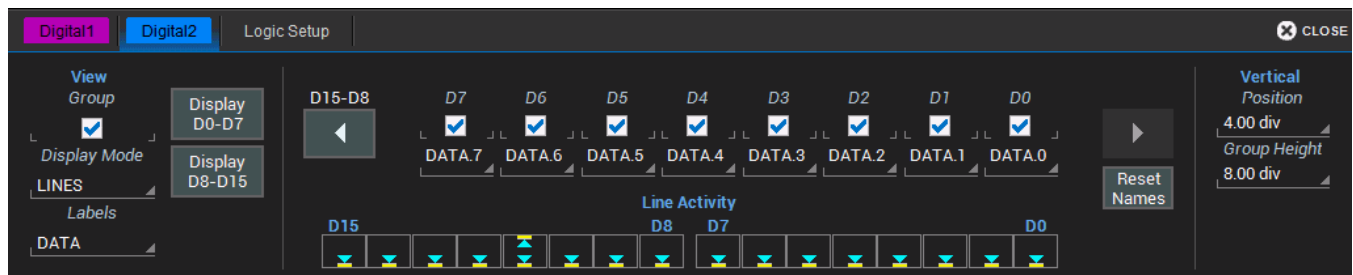 Digital1 Digital2 Logic Setup CLOSE
View
Group
Display Mode
LINES
Labels
DATA
Display
D0-D7
Display
D8-D15
D15-D8 D7 D6 D5 D4 D3 D2 D1 D0
DATA.7 DATA.6 DATA.5 DATA.4 DATA.3 DATA.2 DATA.1 DATA.0
Line Activity
D15 D8 D7 D0
Reset
Names
Vertical
Position
4.00 div
Group Height
8.00 div